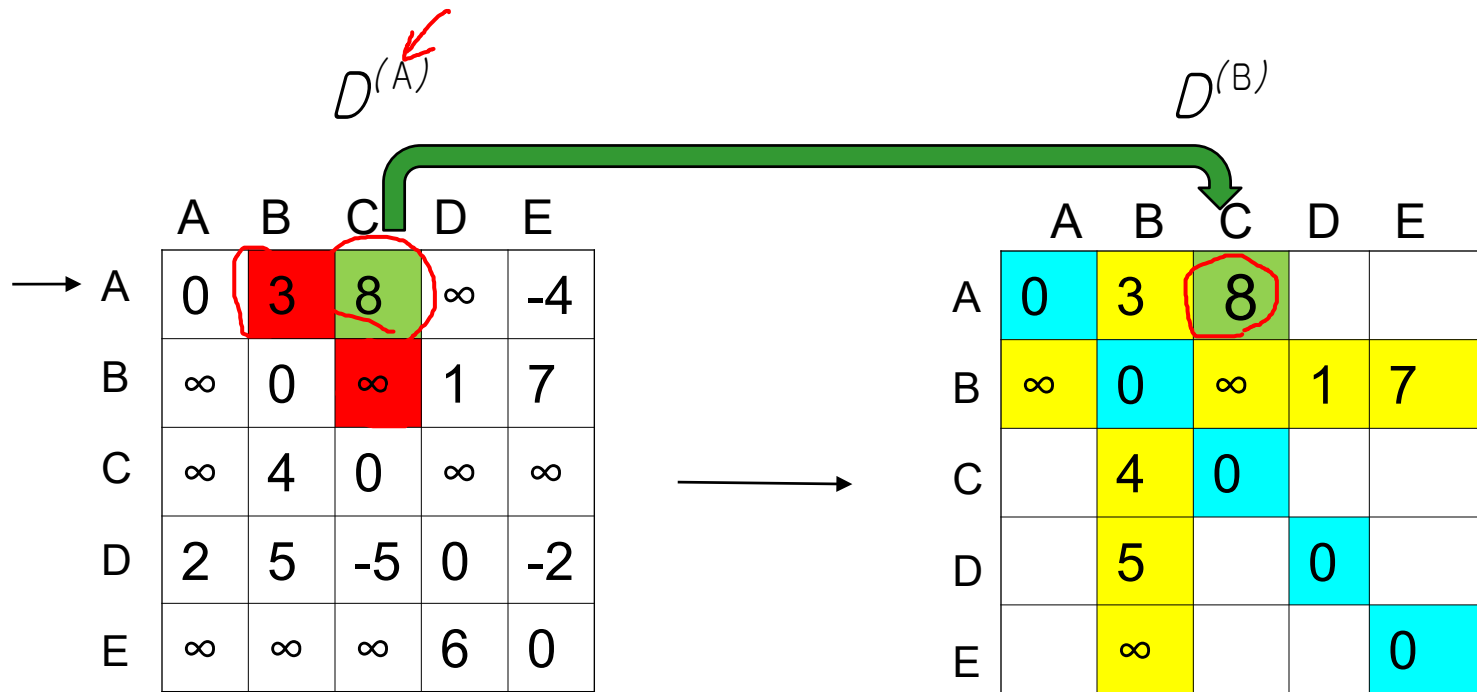 D(A) D(B)
A B C D E A B C D E
A 0 3 8 ∞ -4 A 0 3 8
B ∞ 0 ∞ 1 7 B ∞ 0 ∞ 1 7
C ∞ 4 0 ∞ ∞ C 4 0
D 2 5 -5 0 -2 D 5 0
E ∞ ∞ ∞ 6 0 E ∞ 0